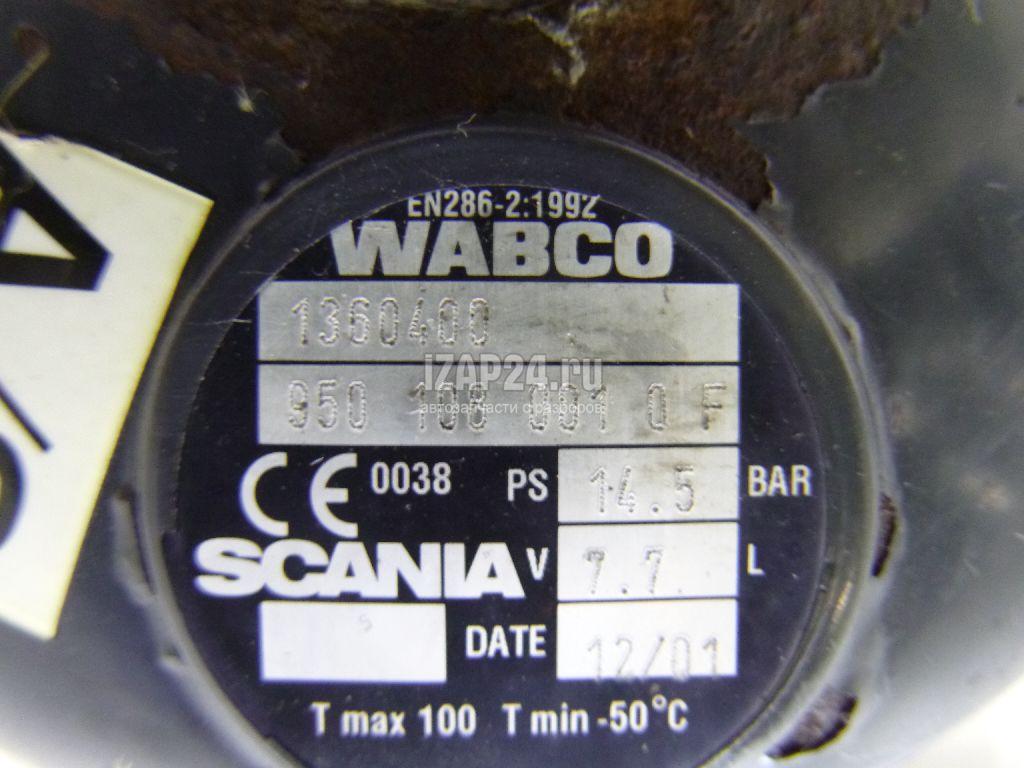 EN286-2:1992
WABCO
1360400
iZAP24.ru
950 108 001 0 F
автозапчасти с разборов
CE 0038 PS 14.5 BAR
SCANIA V 7.7 L
DATE 12/01
T max 100 T min -50°C